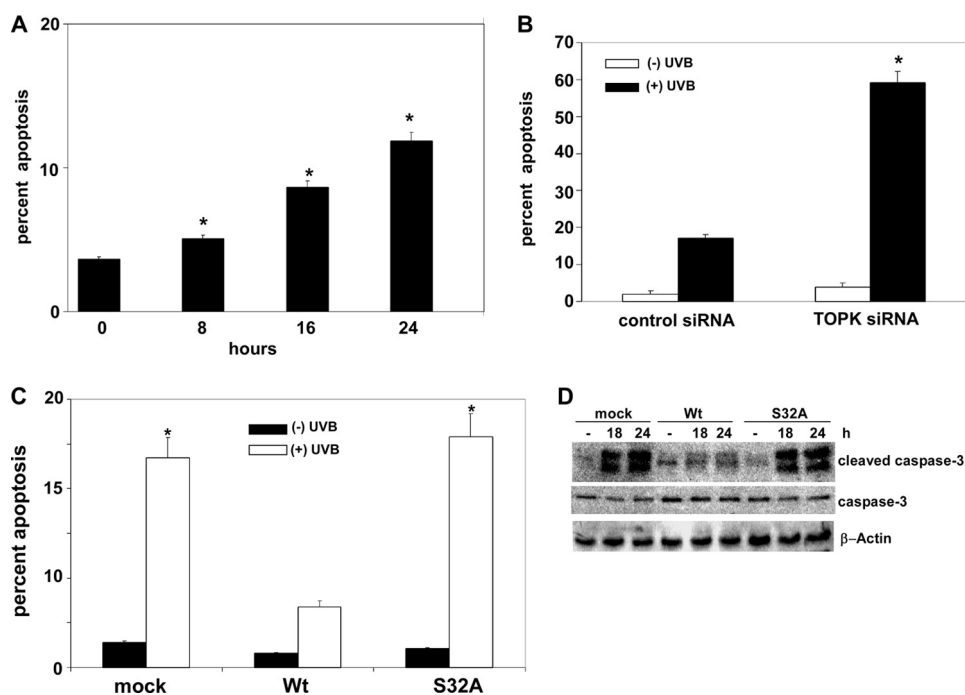 A
20
10
0
percent apoptosis
*
*
*
0 8 16 24
hours
B
70
60
50
40
30
20
10
0
percent apoptosis
(-) UVB
(+) UVB
*
control siRNA TOPK siRNA
C
20
15
10
5
0
percent apoptosis
(-) UVB
(+) UVB
*
*
mock Wt S32A
D
mock Wt S32A
- 18 24 - 18 24 - 18 24 h
cleaved caspase-3
caspase-3
β–Actin